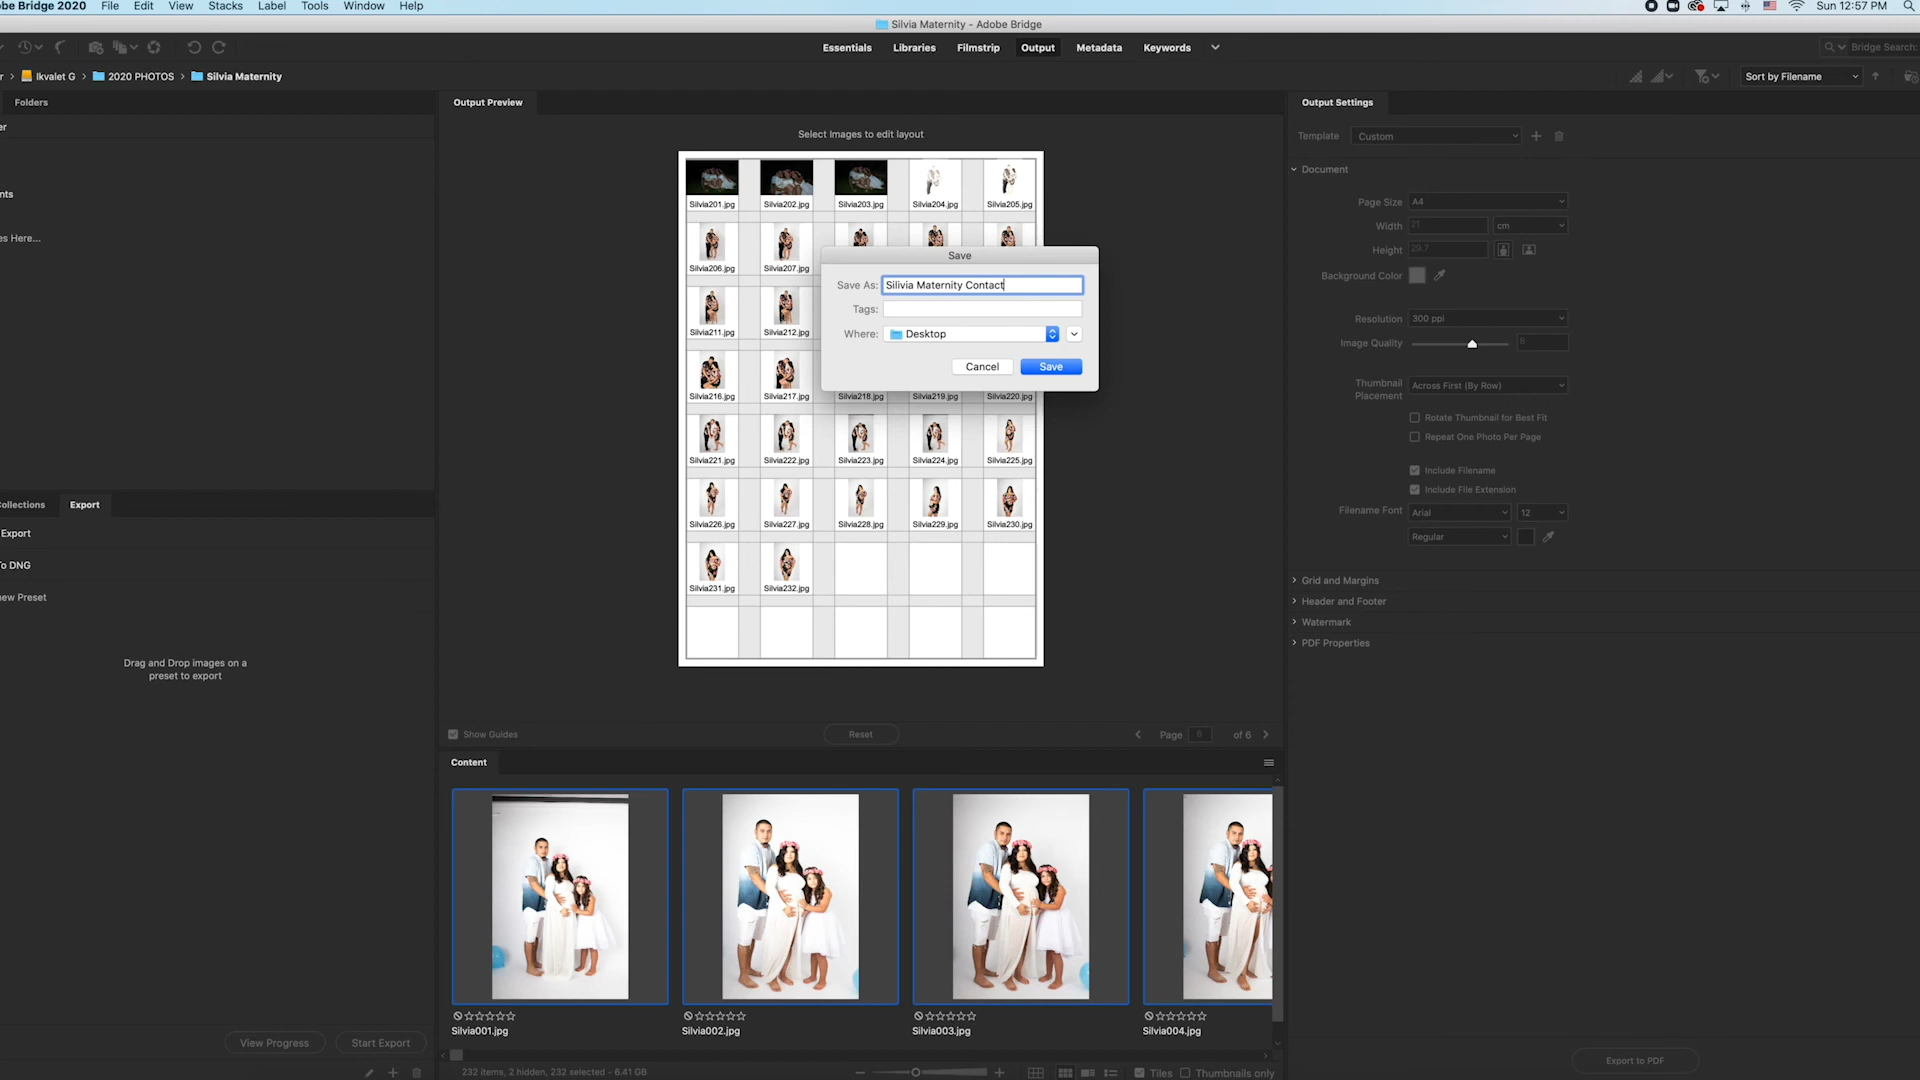 be Bridge 2020 File Edit View Stacks Label Tools Window Help Sun 12:57 PM
Silvia Maternity - Adobe Bridge
Essentials Libraries Filmstrip Output Metadata Keywords Bridge Search:
r > Ikvalet G > 2020 PHOTOS > Silvia Maternity Sort by Filename
Folders
er
nts
es Here...
ollections Export
Export
To DNG
new Preset
Drag and Drop images on a
preset to export
View Progress Start Export
Output Preview
Select Images to edit layout
Silvia201.jpg Silvia202.jpg Silvia203.jpg Silvia204.jpg Silvia205.jpg
Silvia206.jpg Silvia207.jpg
Silvia211.jpg Silvia212.jpg
Silvia216.jpg Silvia217.jpg Silvia218.jpg Silvia219.jpg Silvia220.jpg
Silvia221.jpg Silvia222.jpg Silvia223.jpg Silvia224.jpg Silvia225.jpg
Silvia226.jpg Silvia227.jpg Silvia228.jpg Silvia229.jpg Silvia230.jpg
Silvia231.jpg Silvia232.jpg
Save
Save As: Silivia Maternity Contact
Tags:
Where: Desktop
Cancel Save
Show Guides Reset Page 6 of 6
Content
Silvia001.jpg Silvia002.jpg Silvia003.jpg Silvia004.jpg
232 items, 2 hidden, 232 selected - 6.41 GB Tiles Thumbnails only
Output Settings
Template Custom
Document
Page Size A4
Width 21 cm
Height 29.7
Background Color
Resolution 300 ppi
Image Quality 8
Thumbnail
Placement Across First (By Row)
Rotate Thumbnail for Best Fit
Repeat One Photo Per Page
Include Filename
Include File Extension
Filename Font Arial 12
Regular
Grid and Margins
Header and Footer
Watermark
PDF Properties
Export to PDF